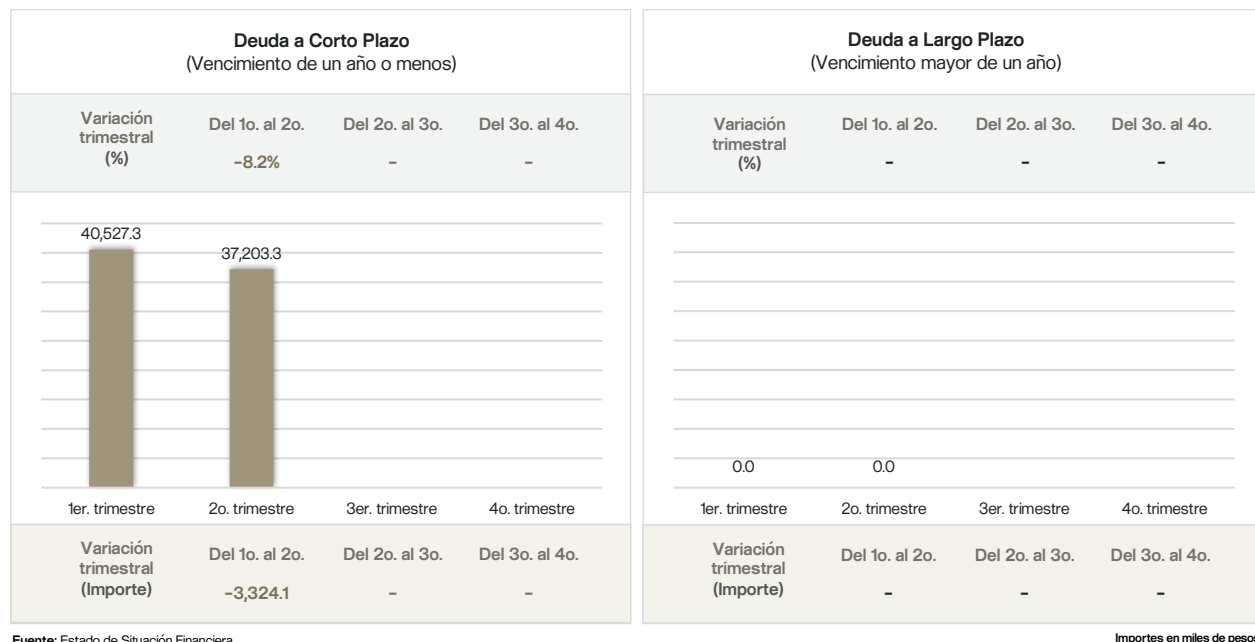 Deuda a Corto Plazo
(Vencimiento de un año o menos)
Variación trimestral (%)
Del 1o. al 2o.
Del 2o. al 3o.
Del 3o. al 4o.
-8.2%
-
-
40,527.3
37,203.3
1er. trimestre
2o. trimestre
3er. trimestre
4o. trimestre
Variación trimestral (Importe)
Del 1o. al 2o.
Del 2o. al 3o.
Del 3o. al 4o.
-3,324.1
-
-
Deuda a Largo Plazo
(Vencimiento mayor de un año)
Variación trimestral (%)
Del 1o. al 2o.
Del 2o. al 3o.
Del 3o. al 4o.
-
-
-
0.0
0.0
1er. trimestre
2o. trimestre
3er. trimestre
4o. trimestre
Variación trimestral (Importe)
Del 1o. al 2o.
Del 2o. al 3o.
Del 3o. al 4o.
-
-
-
Fuente: Estado de Situación Financiera
Importes en miles de pesos